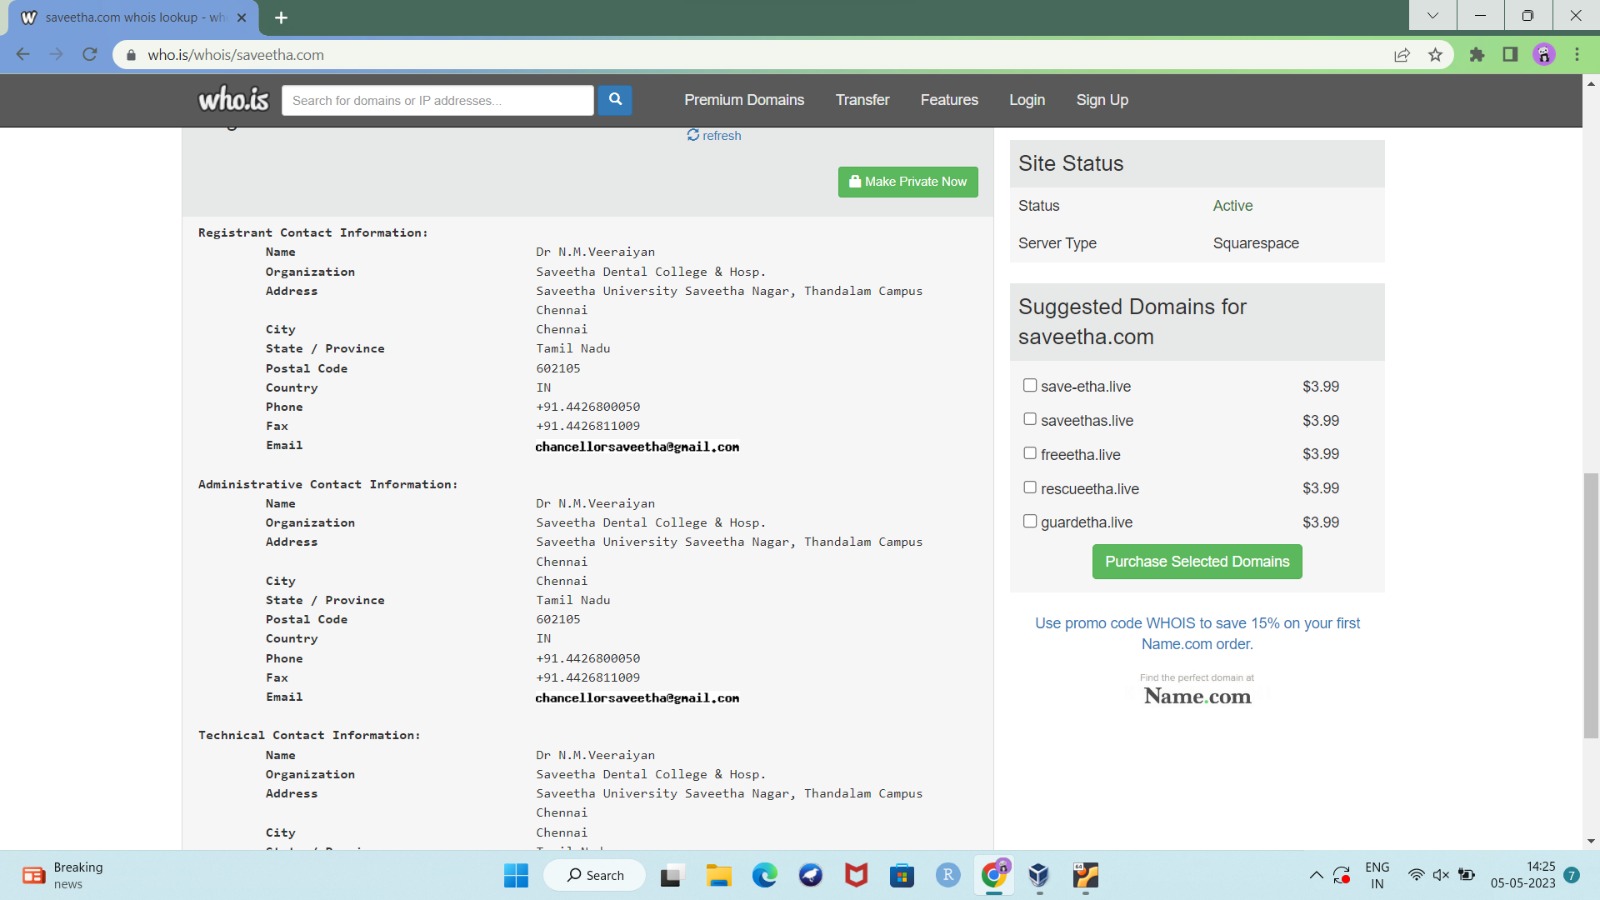 saveetha.com whois lookup - wh
who.is/whois/saveetha.com
who.is
Search for domains or IP addresses...
Premium Domains
Transfer
Features
Login
Sign Up
refresh
Make Private Now
Registrant Contact Information:
Name Dr N.M.Veeraiyan
Organization Saveetha Dental College & Hosp.
Address Saveetha University Saveetha Nagar, Thandalam Campus
Chennai
City Chennai
State / Province Tamil Nadu
Postal Code 602105
Country IN
Phone +91.4426800050
Fax +91.4426811009
Email chancellorsaveetha@gmail.com
Administrative Contact Information:
Name Dr N.M.Veeraiyan
Organization Saveetha Dental College & Hosp.
Address Saveetha University Saveetha Nagar, Thandalam Campus
Chennai
City Chennai
State / Province Tamil Nadu
Postal Code 602105
Country IN
Phone +91.4426800050
Fax +91.4426811009
Email chancellorsaveetha@gmail.com
Technical Contact Information:
Name Dr N.M.Veeraiyan
Organization Saveetha Dental College & Hosp.
Address Saveetha University Saveetha Nagar, Thandalam Campus
Chennai
City Chennai
Site Status
Status Active
Server Type Squarespace
Suggested Domains for
saveetha.com
save-etha.live $3.99
saveethas.live $3.99
freeetha.live $3.99
rescueetha.live $3.99
guardetha.live $3.99
Purchase Selected Domains
Use promo code WHOIS to save 15% on your first
Name.com order.
Find the perfect domain at
Name.com
Breaking
news
Search
R
ENG
IN
14:25
05-05-2023
7